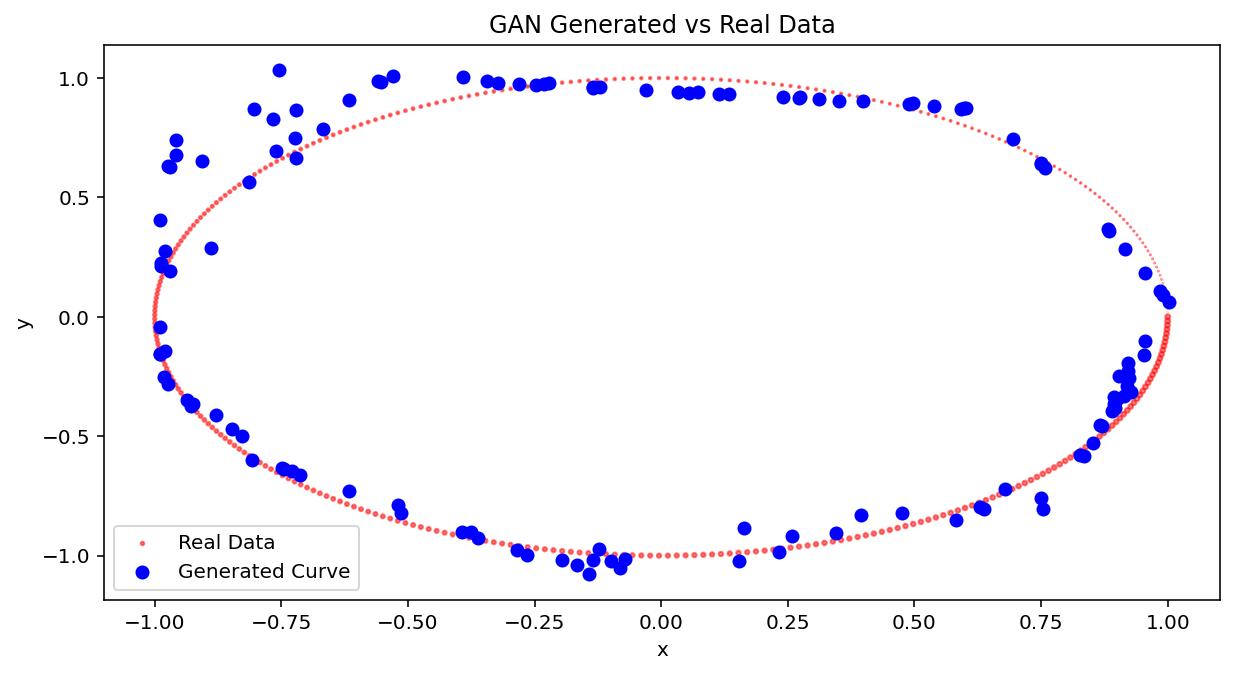 GAN Generated vs Real Data
1.0
0.5
0.0
−0.5
−1.0
y
Real Data
Generated Curve
−1.00 −0.75 −0.50 −0.25 0.00 0.25 0.50 0.75 1.00
x